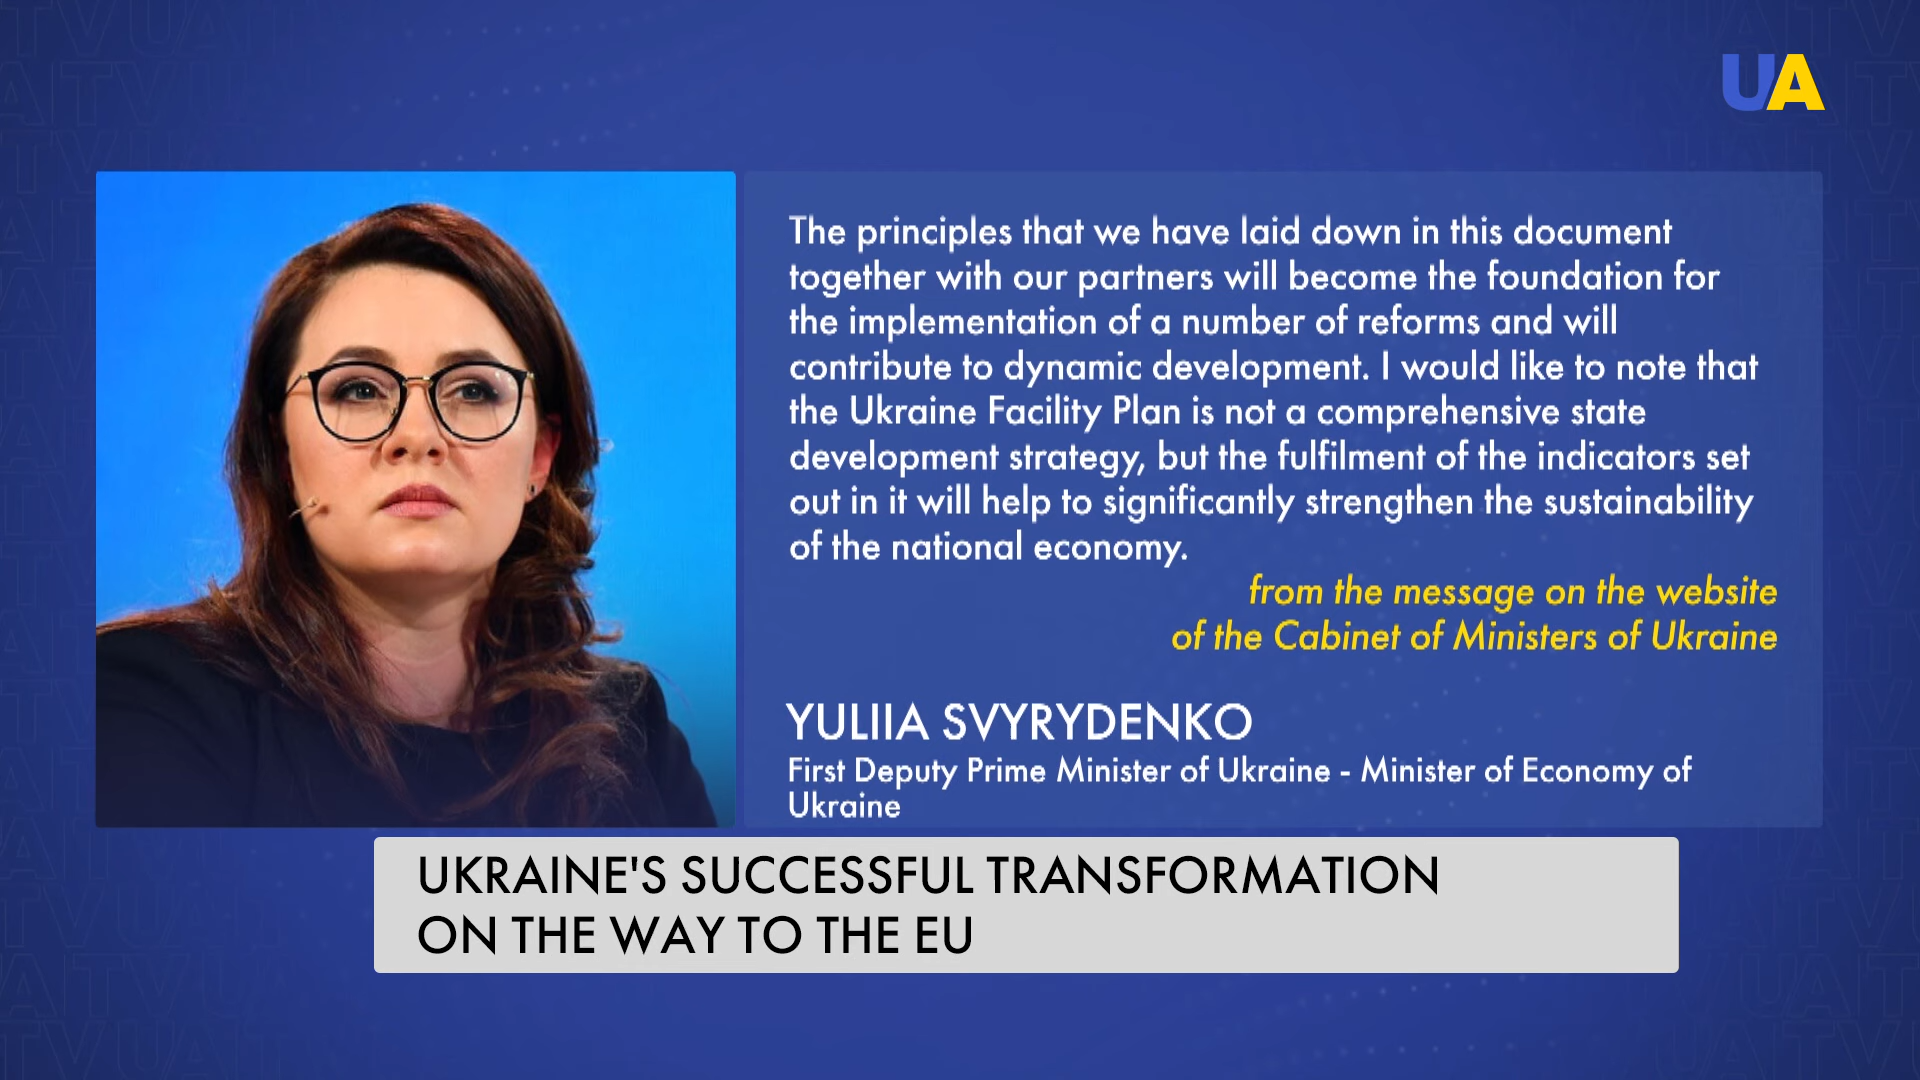 UA
The principles that we have laid down in this document
together with our partners will become the foundation for
the implementation of a number of reforms and will
contribute to dynamic development. I would like to note that
the Ukraine Facility Plan is not a comprehensive state
development strategy, but the fulfilment of the indicators set
out in it will help to significantly strengthen the sustainability
of the national economy.
from the message on the website
of the Cabinet of Ministers of Ukraine
YULIIA SVYRYDENKO
First Deputy Prime Minister of Ukraine - Minister of Economy of
Ukraine
UKRAINE'S SUCCESSFUL TRANSFORMATION
ON THE WAY TO THE EU